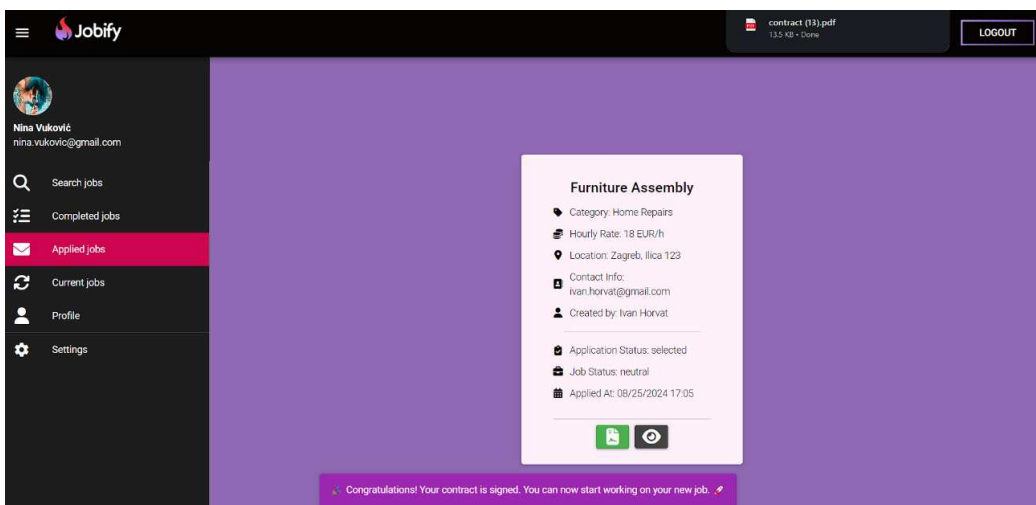 Jobify
contract (13).pdf
13.5 KB • Done
LOGOUT
Nina Vuković
nina.vukovic@gmail.com
Search jobs
Completed jobs
Applied jobs
Current jobs
Profile
Settings
Furniture Assembly
Category: Home Repairs
Hourly Rate: 18 EUR/h
Location: Zagreb, Ilica 123
Contact Info:
ivan.horvat@gmail.com
Created by: Ivan Horvat
Application Status: selected
Job Status: neutral
Applied At: 08/25/2024 17:05
🎉 Congratulations! Your contract is signed. You can now start working on your new job. 🚀